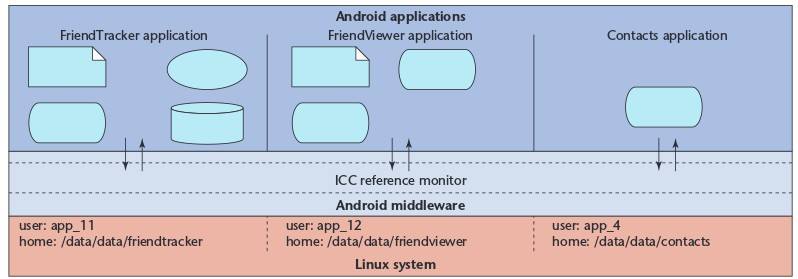 Android applications
FriendTracker application
FriendViewer application
Contacts application
ICC reference monitor
Android middleware
user: app_11
home: /data/data/friendtracker
user: app_12
home: /data/data/friendviewer
user: app_4
home: /data/data/contacts
Linux system